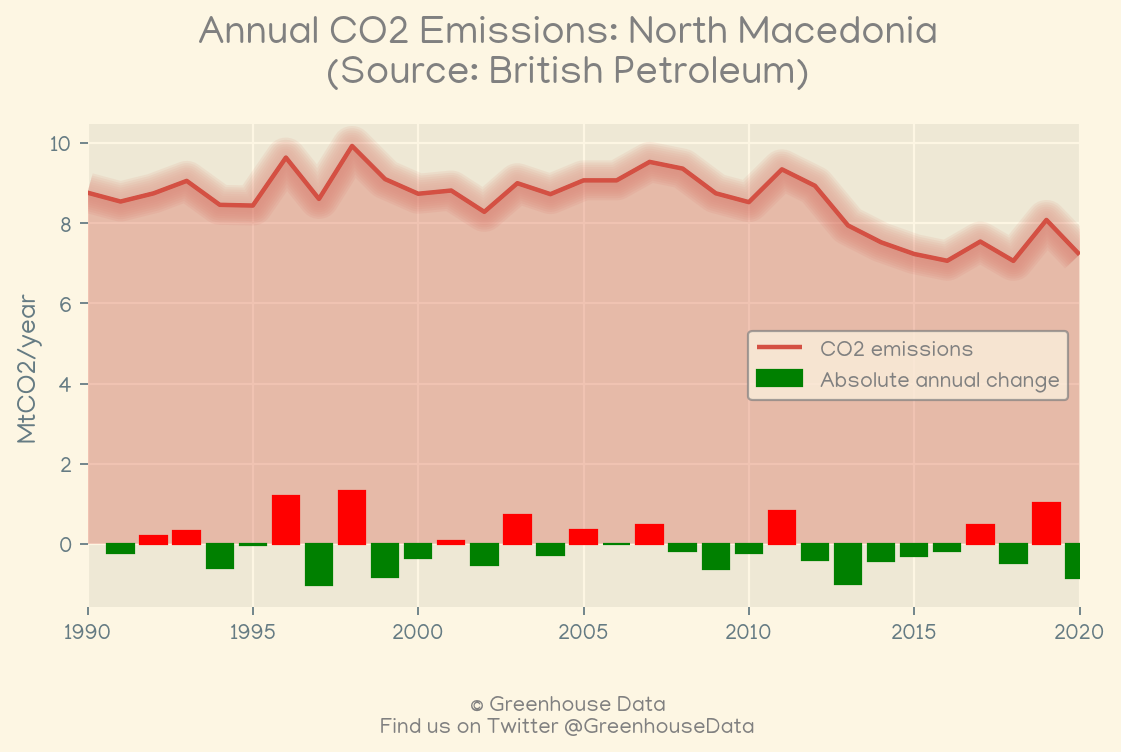 Annual CO2 Emissions: North Macedonia
(Source: British Petroleum)
MtCO2/year
10
8
6
4
2
0
CO2 emissions
Absolute annual change
1990 1995 2000 2005 2010 2015 2020
© Greenhouse Data
Find us on Twitter @GreenhouseData